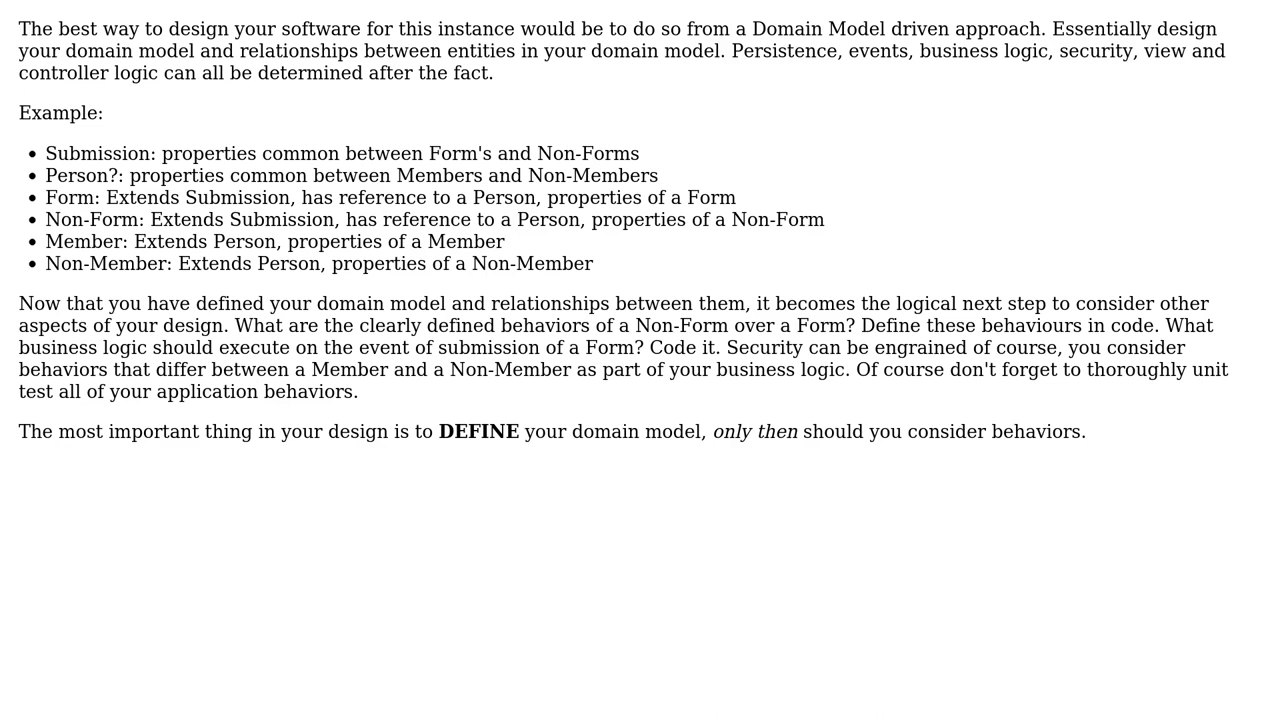 The best way to design your software for this instance would be to do so from a Domain Model driven approach. Essentially design
your domain model and relationships between entities in your domain model. Persistence, events, business logic, security, view and
controller logic can all be determined after the fact.
Example:
• Submission: properties common between Form's and Non-Forms
• Person?: properties common between Members and Non-Members
• Form: Extends Submission, has reference to a Person, properties of a Form
• Non-Form: Extends Submission, has reference to a Person, properties of a Non-Form
• Member: Extends Person, properties of a Member
• Non-Member: Extends Person, properties of a Non-Member
Now that you have defined your domain model and relationships between them, it becomes the logical next step to consider other
aspects of your design. What are the clearly defined behaviors of a Non-Form over a Form? Define these behaviours in code. What
business logic should execute on the event of submission of a Form? Code it. Security can be engrained of course, you consider
behaviors that differ between a Member and a Non-Member as part of your business logic. Of course don't forget to thoroughly unit
test all of your application behaviors.
The most important thing in your design is to DEFINE your domain model, only then should you consider behaviors.